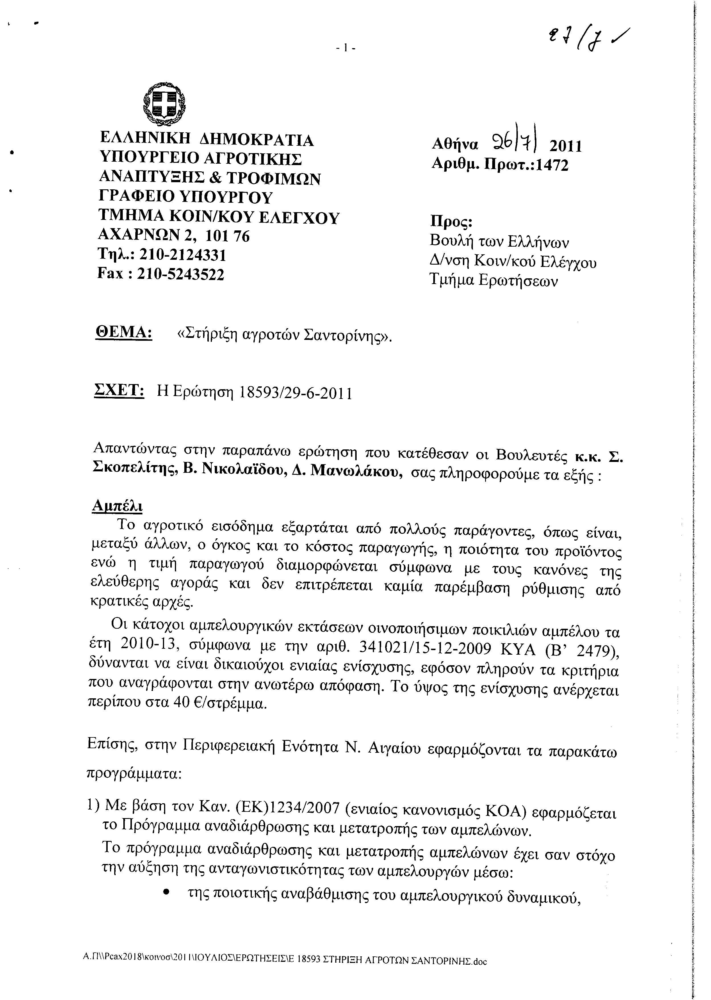 27/7 ✓
- 1 -
ΕΛΛΗΝΙΚΗ ΔΗΜΟΚΡΑΤΙΑ
ΥΠΟΥΡΓΕΙΟ ΑΓΡΟΤΙΚΗΣ
ΑΝΑΠΤΥΞΗΣ & ΤΡΟΦΙΜΩΝ
ΓΡΑΦΕΙΟ ΥΠΟΥΡΓΟΥ
ΤΜΗΜΑ ΚΟΙΝ/ΚΟΥ ΕΛΕΓΧΟΥ
ΑΧΑΡΝΩΝ 2, 101 76
Τηλ.: 210-2124331
Fax : 210-5243522
Αθήνα 26/7/ 2011
Αριθμ. Πρωτ.:1472
Προς:
Βουλή των Ελλήνων
Δ/νση Κοιν/κού Ελέγχου
Τμήμα Ερωτήσεων
ΘΕΜΑ: «Στήριξη αγροτών Σαντορίνης».
ΣΧΕΤ: Η Ερώτηση 18593/29-6-2011
Απαντώντας στην παραπάνω ερώτηση που κατέθεσαν οι Βουλευτές κ.κ. Σ.
Σκοπελίτης, Β. Νικολαϊδου, Δ. Μανωλάκου, σας πληροφορούμε τα εξής :
Αμπέλι
Το αγροτικό εισόδημα εξαρτάται από πολλούς παράγοντες, όπως είναι,
μεταξύ άλλων, ο όγκος και το κόστος παραγωγής, η ποιότητα του προϊόντος
ενώ η τιμή παραγωγού διαμορφώνεται σύμφωνα με τους κανόνες της
ελεύθερης αγοράς και δεν επιτρέπεται καμία παρέμβαση ρύθμισης από
κρατικές αρχές.
Οι κάτοχοι αμπελουργικών εκτάσεων οινοποιήσιμων ποικιλιών αμπέλου τα
έτη 2010-13, σύμφωνα με την αριθ. 341021/15-12-2009 ΚΥΑ (Β’ 2479),
δύνανται να είναι δικαιούχοι ενιαίας ενίσχυσης, εφόσον πληρούν τα κριτήρια
που αναγράφονται στην ανωτέρω απόφαση. Το ύψος της ενίσχυσης ανέρχεται
περίπου στα 40 €/στρέμμα.
Επίσης, στην Περιφερειακή Ενότητα Ν. Αιγαίου εφαρμόζονται τα παρακάτω
προγράμματα:
1) Με βάση τον Καν. (ΕΚ)1234/2007 (ενιαίος κανονισμός ΚΟΑ) εφαρμόζεται
το Πρόγραμμα αναδιάρθρωσης και μετατροπής των αμπελώνων.
Το πρόγραμμα αναδιάρθρωσης και μετατροπής αμπελώνων έχει σαν στόχο
την αύξηση της ανταγωνιστικότητας των αμπελουργών μέσω:
• της ποιοτικής αναβάθμισης του αμπελουργικού δυναμικού,
Α.Π\\Pcax2018\κοινοσ\2011\ΙΟΥΛΙΟΣ\ΕΡΩΤΗΣΕΙΣ\Ε 18593 ΣΤΗΡΙΞΗ ΑΓΡΟΤΩΝ ΣΑΝΤΟΡΙΝΗΣ.doc